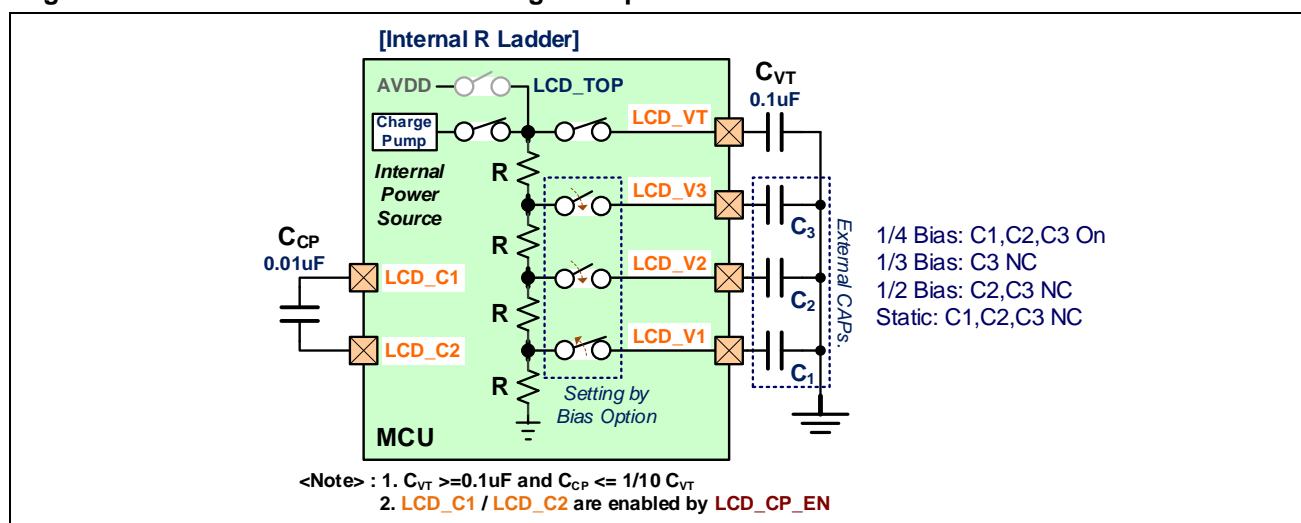 [Internal R Ladder]
AVDD
LCD_TOP
CVT
0.1uF
Charge
Pump
LCD_VT
Internal
Power
Source
R
LCD_V3
C3
CCP
0.01uF
R
LCD_C1
LCD_V2
C2
External CAPs.
1/4 Bias: C1,C2,C3 On
1/3 Bias: C3 NC
1/2 Bias: C2,C3 NC
Static: C1,C2,C3 NC
R
LCD_C2
LCD_V1
C1
R
Setting by
Bias Option
MCU
<Note> : 1. CVT >=0.1uF and CCP <= 1/10 CVT
2. LCD_C1 / LCD_C2 are enabled by LCD_CP_EN